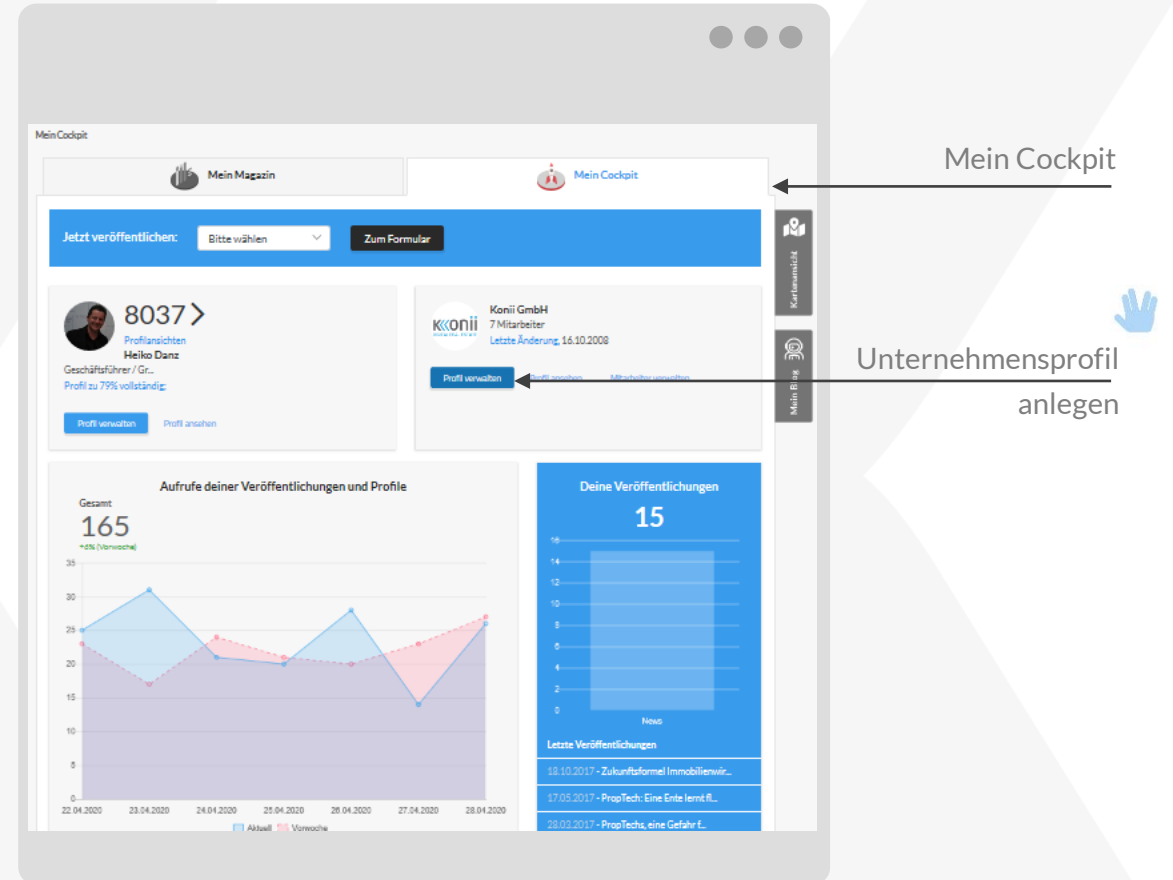 Mein Cockpit
Mein Magazin
Mein Cockpit
Jetzt veröffentlichen:
Bitte wählen
Zum Formular
8037
Profilansichten
Heiko Danz
Geschäftsführer / Gr...
Profil zu 79% vollständig:
Profil verwalten
Profil ansehen
konii
Konii GmbH
7 Mitarbeiter
Letzte Änderung, 16.10.2008
Profil verwalten
Profil ansehen
Mitarbeiter verwalten
Kartenansicht
Mein Blog
Aufrufe deiner Veröffentlichungen und Profile
Gesamt
165
+6% (Vorwoche)
35
30
25
20
15
10
5
0
22.04.2020
23.04.2020
24.04.2020
25.04.2020
26.04.2020
27.04.2020
28.04.2020
Aktuell
Vorwoche
Deine Veröffentlichungen
15
16
14
12
10
8
6
4
2
0
News
Letzte Veröffentlichungen
18.10.2017 - Zukunftsformel Immobilienwir...
17.05.2017 - PropTech: Eine Ente lernt fl...
28.03.2017 - PropTechs, eine Gefahr f...
Mein Cockpit
Unternehmensprofil
anlegen